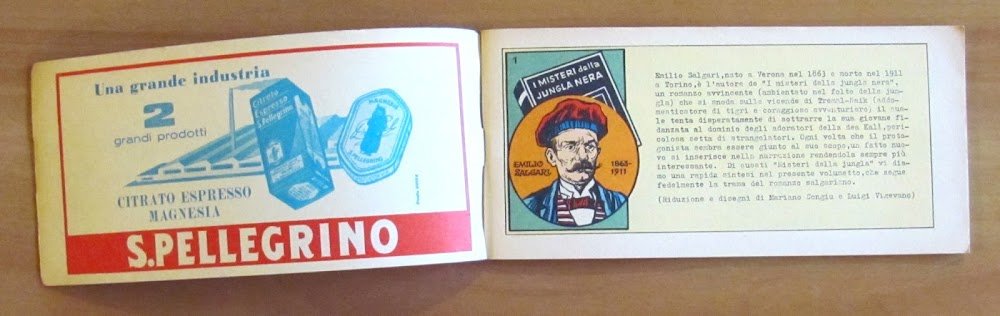 Una grande industria
2
grandi prodotti
Citrato
Espresso
S.Pellegrino
MAGNESIA
S.PELLEGRINO
CITRATO ESPRESSO
MAGNESIA
S.PELLEGRINO
1
I MISTERI della
JUNGLA NERA
EMILIO
SALGARI
1863-
1911
Emilio Salgari,nato a Verona nel 1863 e morto nel 1911
a Torino,è l'autore de "I misteri della jungla nera",
un romanzo avvincente (ambientato nel folto della jun-
gla) che si snoda sulle vicende di Tremal-Naik (addo-
mesticatore di tigri e coraggioso avventuriero) il qua-
le tenta disperatamente di sottrarre la sua giovane fi-
danzata al dominio degli adoratori della dea Kalì,peri-
colosa setta di strangolatori. Ogni volta che il prota-
gonista sembra essere giunto al suo scopo,un fatto nuo-
vo si inserisce nella narrazione rendendola sempre più
interessante. Di questi "Misteri della jungla" vi dia-
mo una rapida sintesi nel presente volumetto,che segue
fedelmente la trama del romanzo salgariano.
(Riduzione e disegni di Mariano Congiu e Luigi Vigevano)